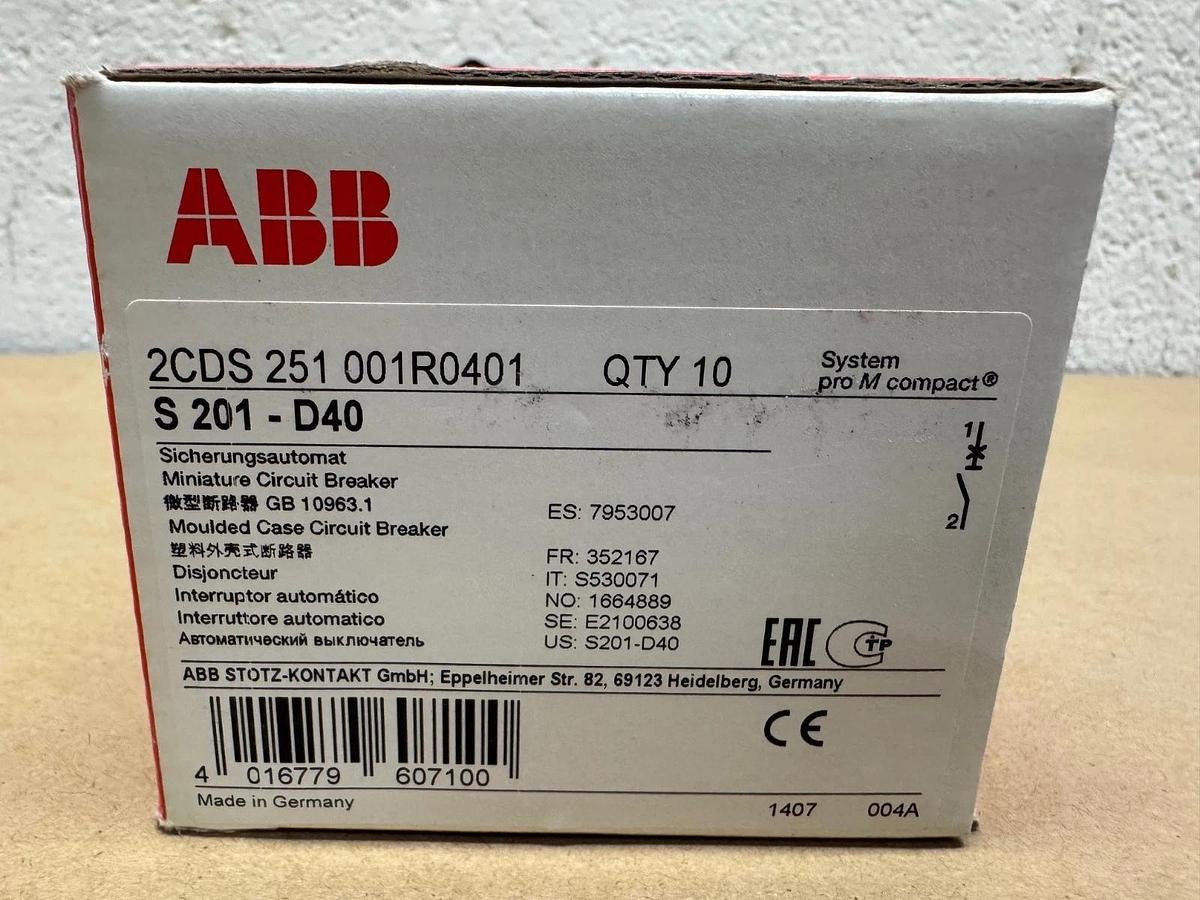 ABB
2CDS 251 001R0401 QTY 10 System
pro M compact®
S 201 - D40
Sicherungsautomat
Miniature Circuit Breaker
微型断路器 GB 10963.1
ES: 7953007
Moulded Case Circuit Breaker
塑料外壳式断路器
FR: 352167
Disjoncteur
IT: S530071
Interruptor automático
NO: 1664889
Interruttore automatico
SE: E2100638
Автоматический выключатель
US: S201-D40
1
2
EAC
C TP
ABB STOTZ-KONTAKT GmbH; Eppelheimer Str. 82, 69123 Heidelberg, Germany
CE
4 016779 607100
Made in Germany
1407 004A